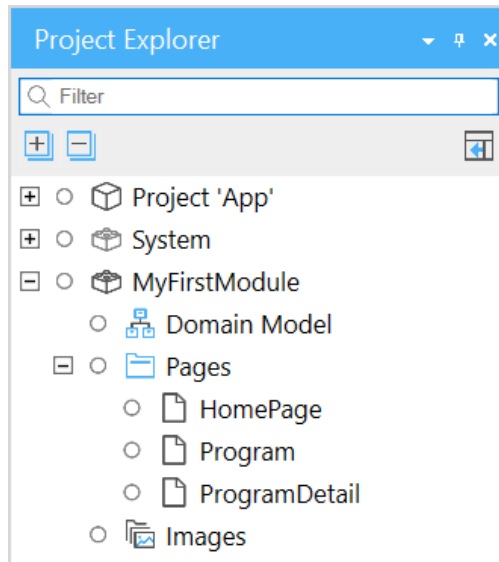 Project Explorer
Filter
Project 'App'
System
MyFirstModule
Domain Model
Pages
HomePage
Program
ProgramDetail
Images